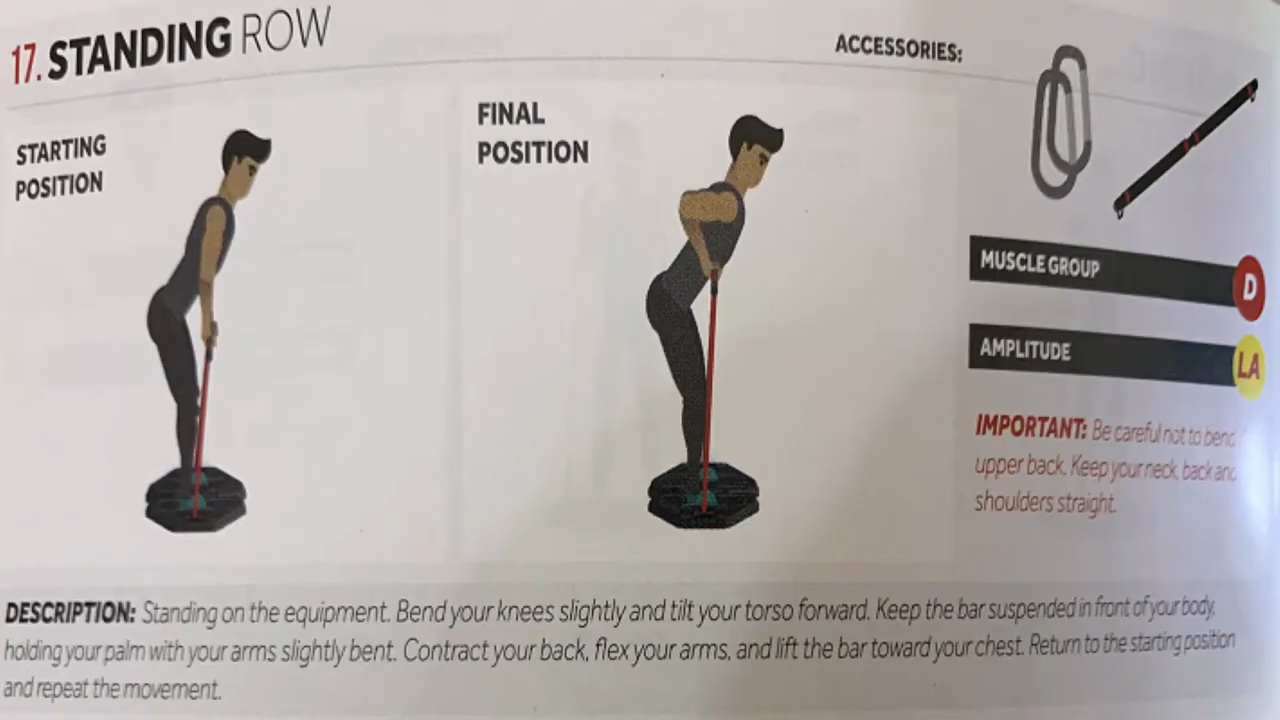 17. STANDING ROW
ACCESSORIES:
STARTING
POSITION
FINAL
POSITION
MUSCLE GROUP
D
AMPLITUDE
LA
IMPORTANT: Be careful not to bend
upper back. Keep your neck, back and
shoulders straight.
DESCRIPTION: Standing on the equipment. Bend your knees slightly and tilt your torso forward. Keep the bar suspended in front of your body,
holding your palm with your arms slightly bent. Contract your back, flex your arms, and lift the bar toward your chest. Return to the starting position
and repeat the movement.